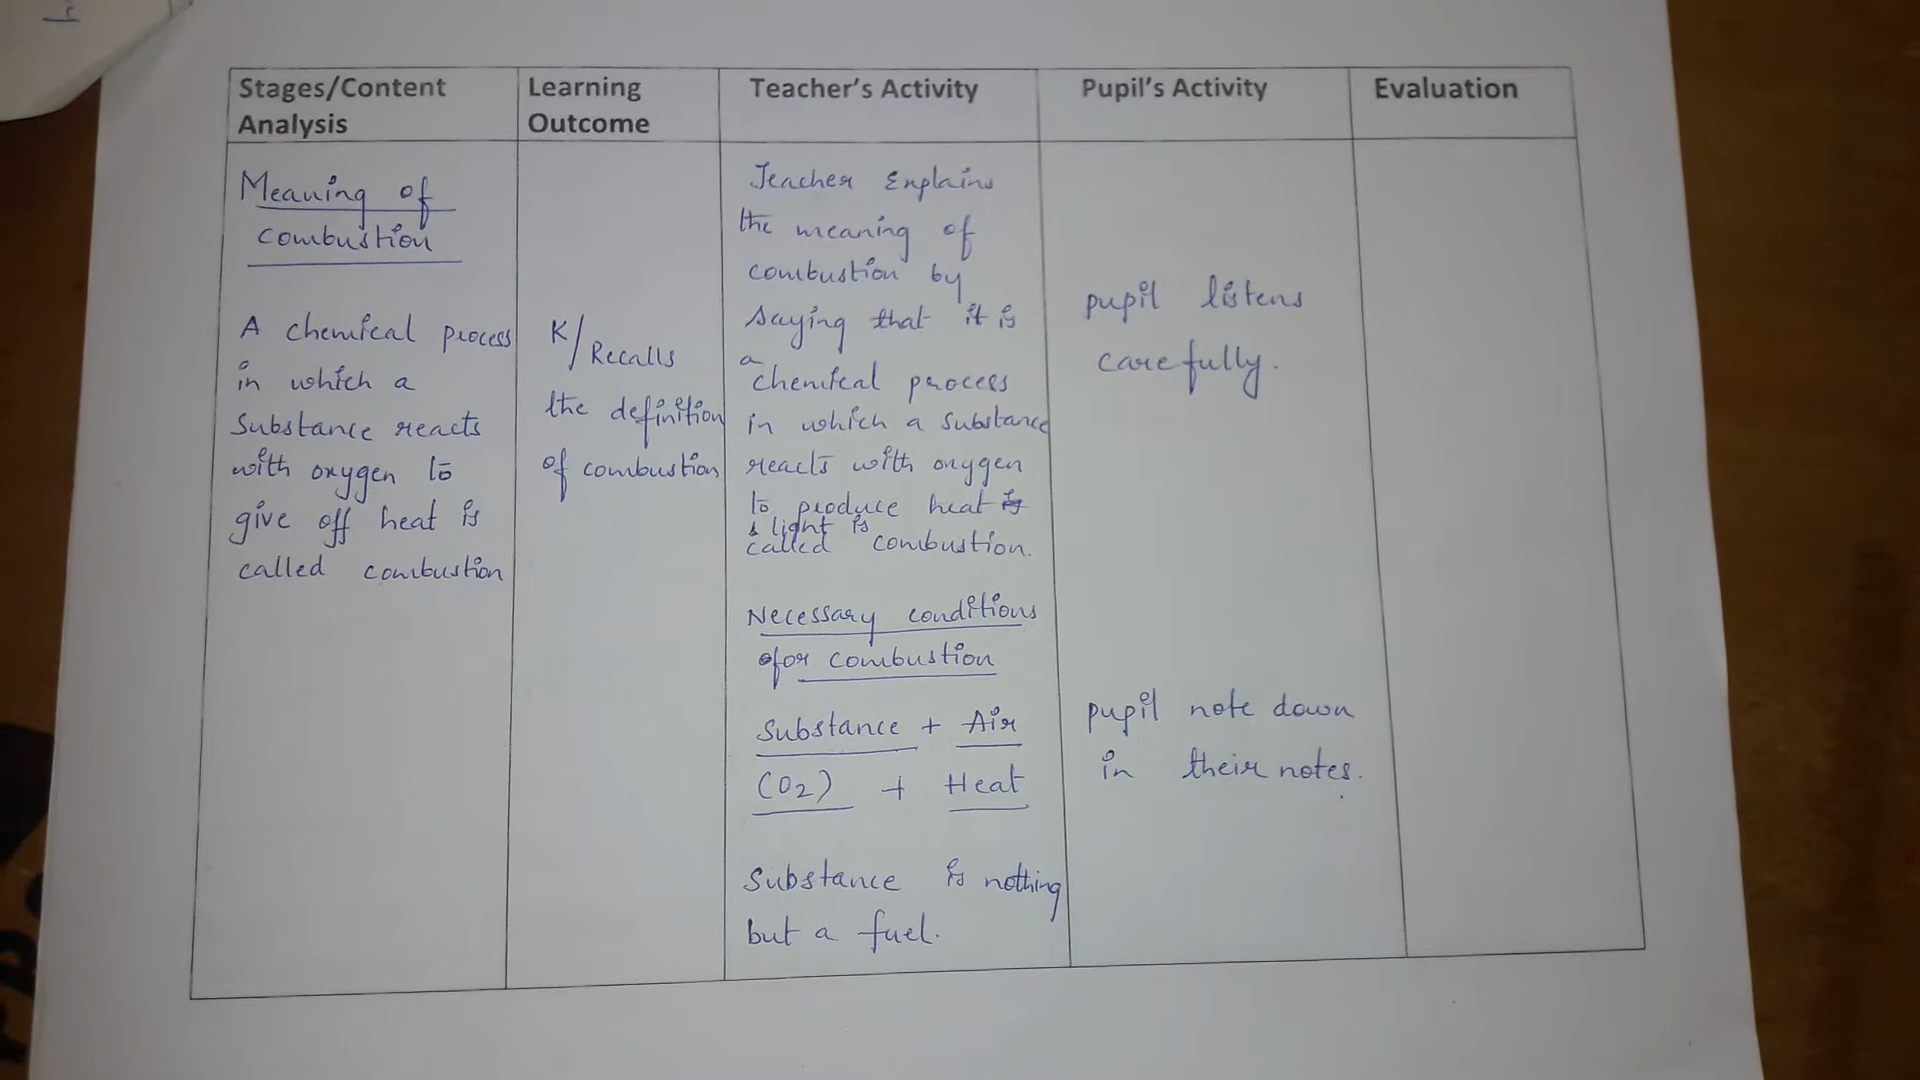 Stages/Content
Analysis
Learning
Outcome
Teacher's Activity
Pupil's Activity
Evaluation
Meaning of
combustion
A chemical process
in which a
Substance reacts
with oxygen to
give off heat is
called combustion
K/Recalls
the definition
of combustion
Teacher Explains
the meaning of
combustion by
saying that it is
a
chemical process
in which a substance
reacts with oxygen
to produce heat is
& light is
called combustion.
Necessary conditions
for combustion
Substance + Air
(O2) + Heat
Substance is nothing
but a fuel.
pupil listens
carefully.
pupil note down
in their notes.